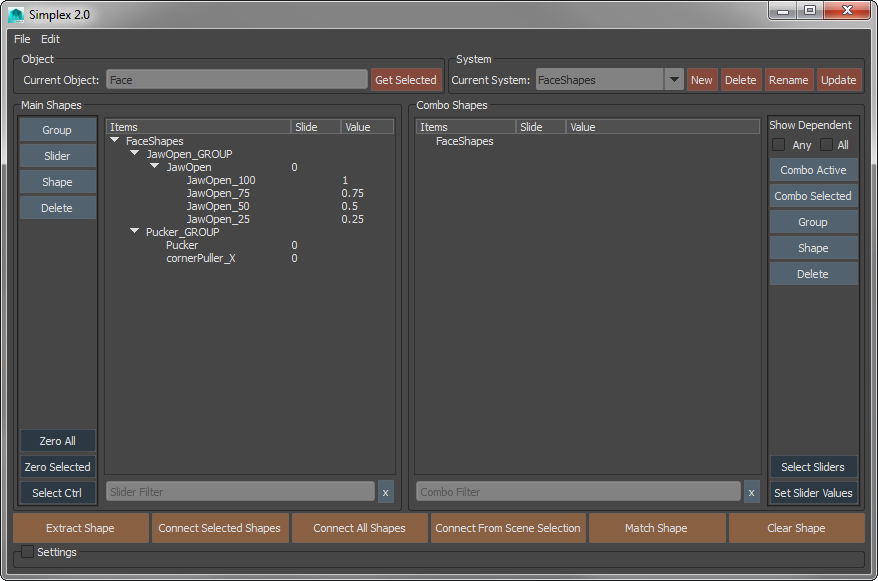 Simplex 2.0
File Edit
Object
Current Object: Face Get Selected
System
Current System: FaceShapes New Delete Rename Update
Main Shapes
Group
Slider
Shape
Delete
Items Slide Value
FaceShapes
JawOpen_GROUP
JawOpen 0
JawOpen_100 1
JawOpen_75 0.75
JawOpen_50 0.5
JawOpen_25 0.25
Pucker_GROUP
Pucker 0
cornerPuller_X 0
Zero All
Zero Selected
Select Ctrl
Slider Filter x
Combo Shapes
Items Slide Value
FaceShapes
Combo Filter x
Show Dependent
Any All
Combo Active
Combo Selected
Group
Shape
Delete
Select Sliders
Set Slider Values
Extract Shape Connect Selected Shapes Connect All Shapes Connect From Scene Selection Match Shape Clear Shape
Settings